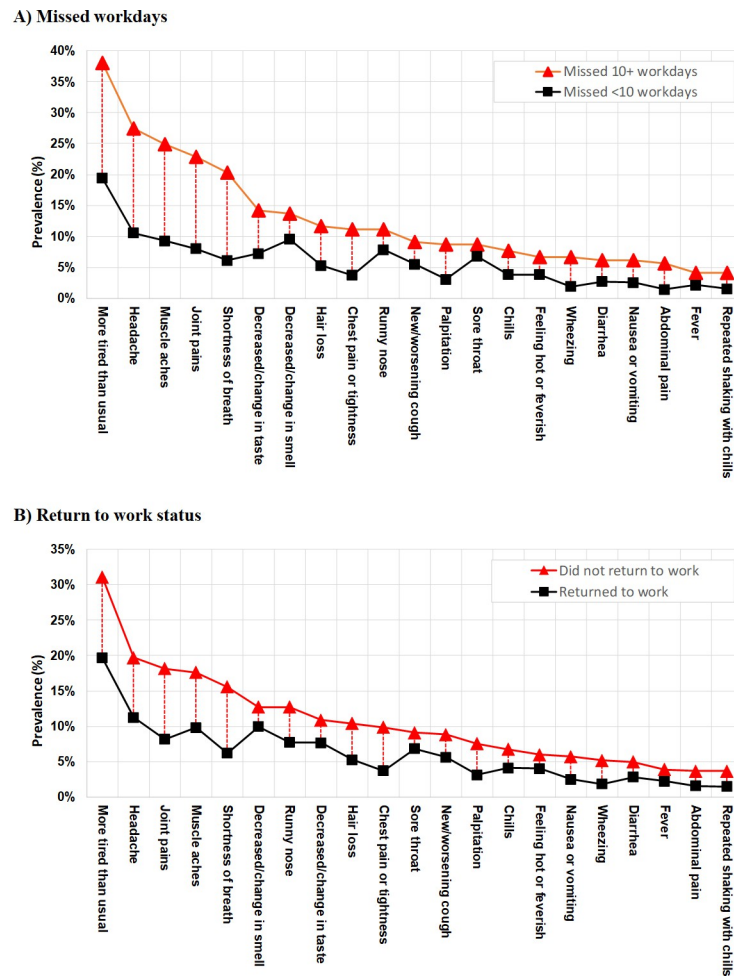 A) Missed workdays
40%
35%
30%
25%
20%
15%
10%
5%
0%
Prevalence (%)
Missed 10+ workdays
Missed <10 workdays
More tired than usual
Headache
Muscle aches
Joint pains
Shortness of breath
Decreased/change in taste
Decreased/change in smell
Hair loss
Chest pain or tightness
Runny nose
New/worsening cough
Palpitation
Sore throat
Chills
Feeling hot or feverish
Wheezing
Diarrhea
Nausea or vomiting
Abdominal pain
Fever
Repeated shaking with chills
B) Return to work status
35%
30%
25%
20%
15%
10%
5%
0%
Prevalence (%)
Did not return to work
Returned to work
More tired than usual
Headache
Joint pains
Muscle aches
Shortness of breath
Decreased/change in smell
Runny nose
Decreased/change in taste
Hair loss
Chest pain or tightness
Sore throat
New/worsening cough
Palpitation
Chills
Feeling hot or feverish
Nausea or vomiting
Wheezing
Diarrhea
Fever
Abdominal pain
Repeated shaking with chills